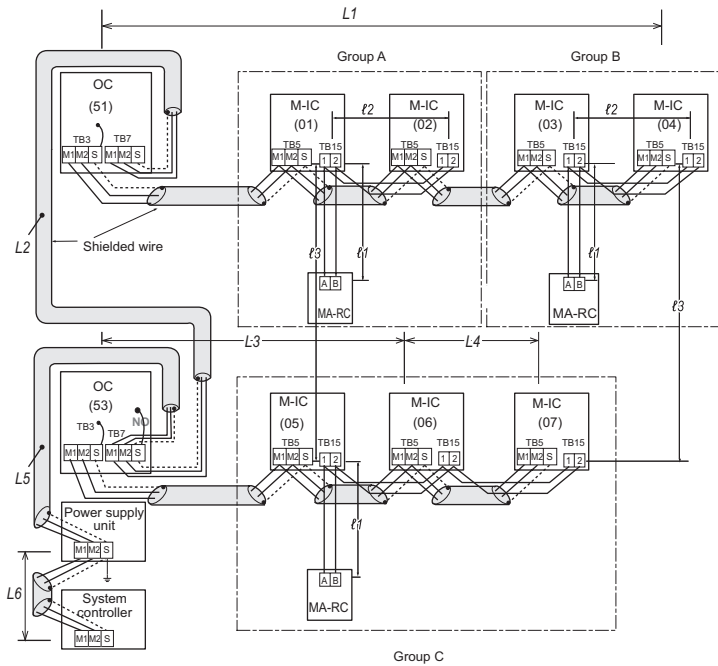 L1
Group A
Group B
OC
(51)
TB3
TB7
M1 M2 S
M1 M2 S
M-IC
(01)
TB5
TB15
M1 M2 S
1 2
ℓ2
M-IC
(02)
TB5
TB15
M1 M2 S
1 2
M-IC
(03)
TB5
TB15
M1 M2 S
1 2
ℓ2
M-IC
(04)
TB5
TB15
M1 M2 S
1 2
L2
Shielded wire
ℓ3
ℓ1
ℓ1
ℓ3
A B
MA-RC
A B
MA-RC
L3
L4
OC
(53)
NO
TB3
TB7
M1 M2 S
M1 M2 S
M-IC
(05)
TB5
TB15
M1 M2 S
1 2
M-IC
(06)
TB5
TB15
M1 M2 S
1 2
M-IC
(07)
TB5
TB15
M1 M2 S
1 2
L5
Power supply
unit
M1 M2 S
ℓ1
L6
System
controller
M1 M2 S
A B
MA-RC
Group C